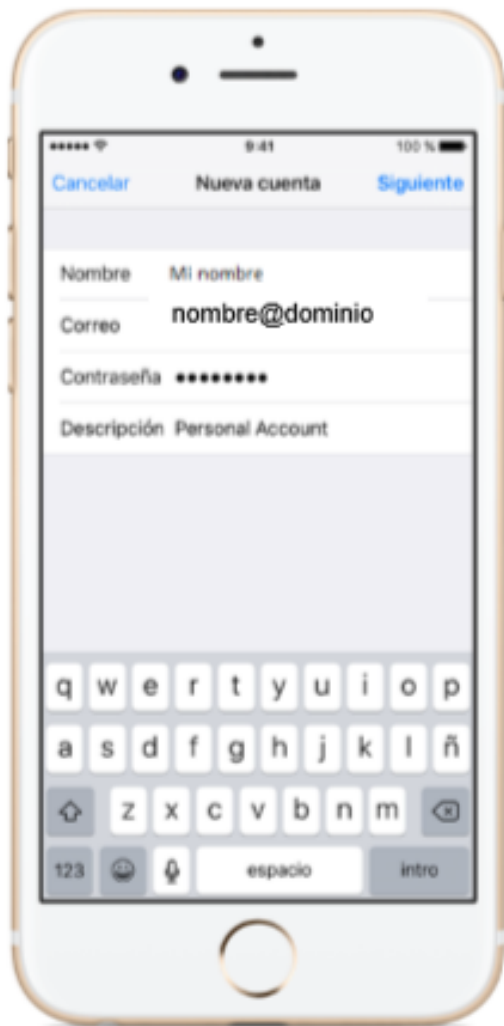 9:41 100 %
Cancelar Nueva cuenta Siguiente
Nombre Mi nombre
Correo nombre@dominio
Contraseña ••••••••
Descripción Personal Account
q w e r t y u i o p
a s d f g h j k l ñ
z x c v b n m
123 espacio intro